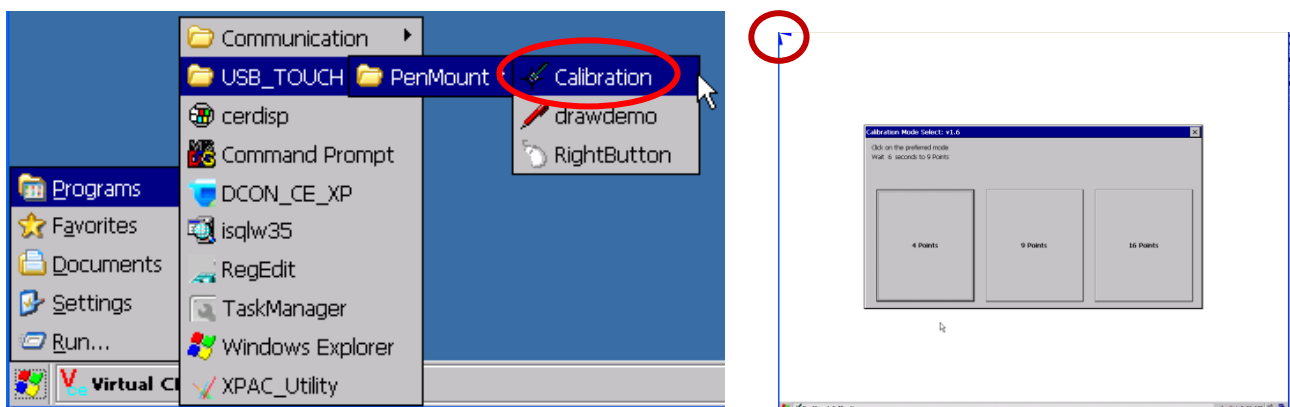 Communication
USB_TOUCH
PenMount
Calibration
cerdisp
drawdemo
Command Prompt
RightButton
Programs
DCON_CE_XP
Favorites
isqlw35
Documents
RegEdit
Settings
TaskManager
Run...
Windows Explorer
Virtual
XPAC_Utility
Calibration Mode Select: v1.6
Click on the preferred mode
Wait 6 seconds to 9 Points
4 Points
9 Points
16 Points